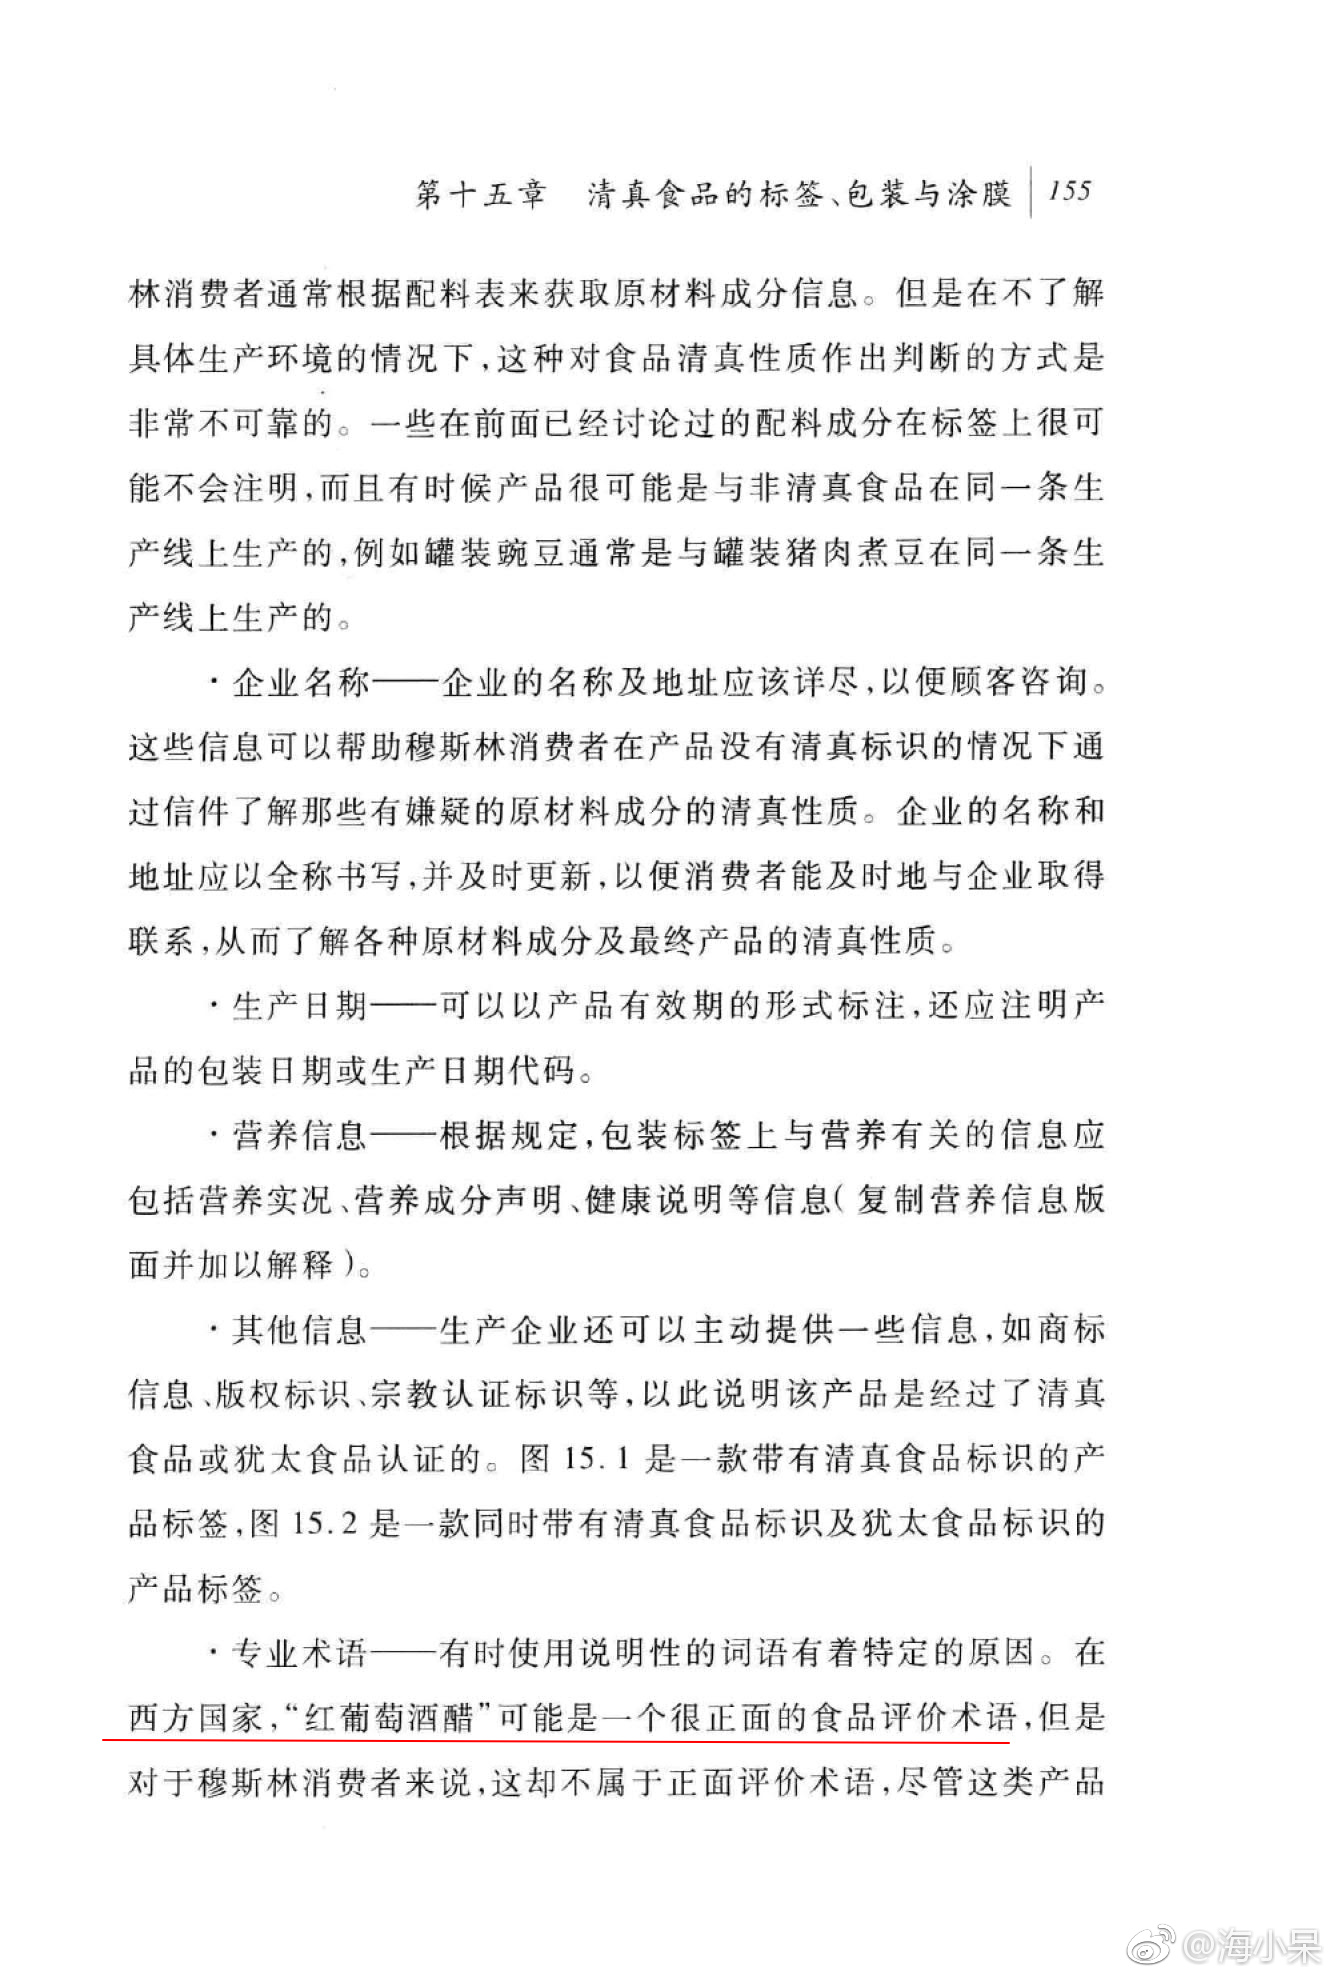 第十五章 清真食品的标签、包装与涂膜 155
林消费者通常根据配料表来获取原材料成分信息。但是在不了解
具体生产环境的情况下,这种对食品清真性质作出判断的方式是
非常不可靠的。一些在前面已经讨论过的配料成分在标签上很可
能不会注明,而且有时候产品很可能是与非清真食品在同一条生
产线上生产的,例如罐装豌豆通常是与罐装猪肉煮豆在同一条生
产线上生产的。
·企业名称——企业的名称及地址应该详尽,以便顾客咨询。
这些信息可以帮助穆斯林消费者在产品没有清真标识的情况下通
过信件了解那些有嫌疑的原材料成分的清真性质。企业的名称和
地址应以全称书写,并及时更新,以便消费者能及时地与企业取得
联系,从而了解各种原材料成分及最终产品的清真性质。
·生产日期——可以以产品有效期的形式标注,还应注明产
品的包装日期或生产日期代码。
·营养信息——根据规定,包装标签上与营养有关的信息应
包括营养实况、营养成分声明、健康说明等信息(复制营养信息版
面并加以解释)。
·其他信息——生产企业还可以主动提供一些信息,如商标
信息、版权标识、宗教认证标识等,以此说明该产品是经过了清真
食品或犹太食品认证的。图 15.1 是一款带有清真食品标识的产
品标签,图 15.2 是一款同时带有清真食品标识及犹太食品标识的
产品标签。
·专业术语——有时使用说明性的词语有着特定的原因。在
西方国家,“红葡萄酒醋”可能是一个很正面的食品评价术语,但是
对于穆斯林消费者来说,这却不属于正面评价术语,尽管这类产品
@海小呆